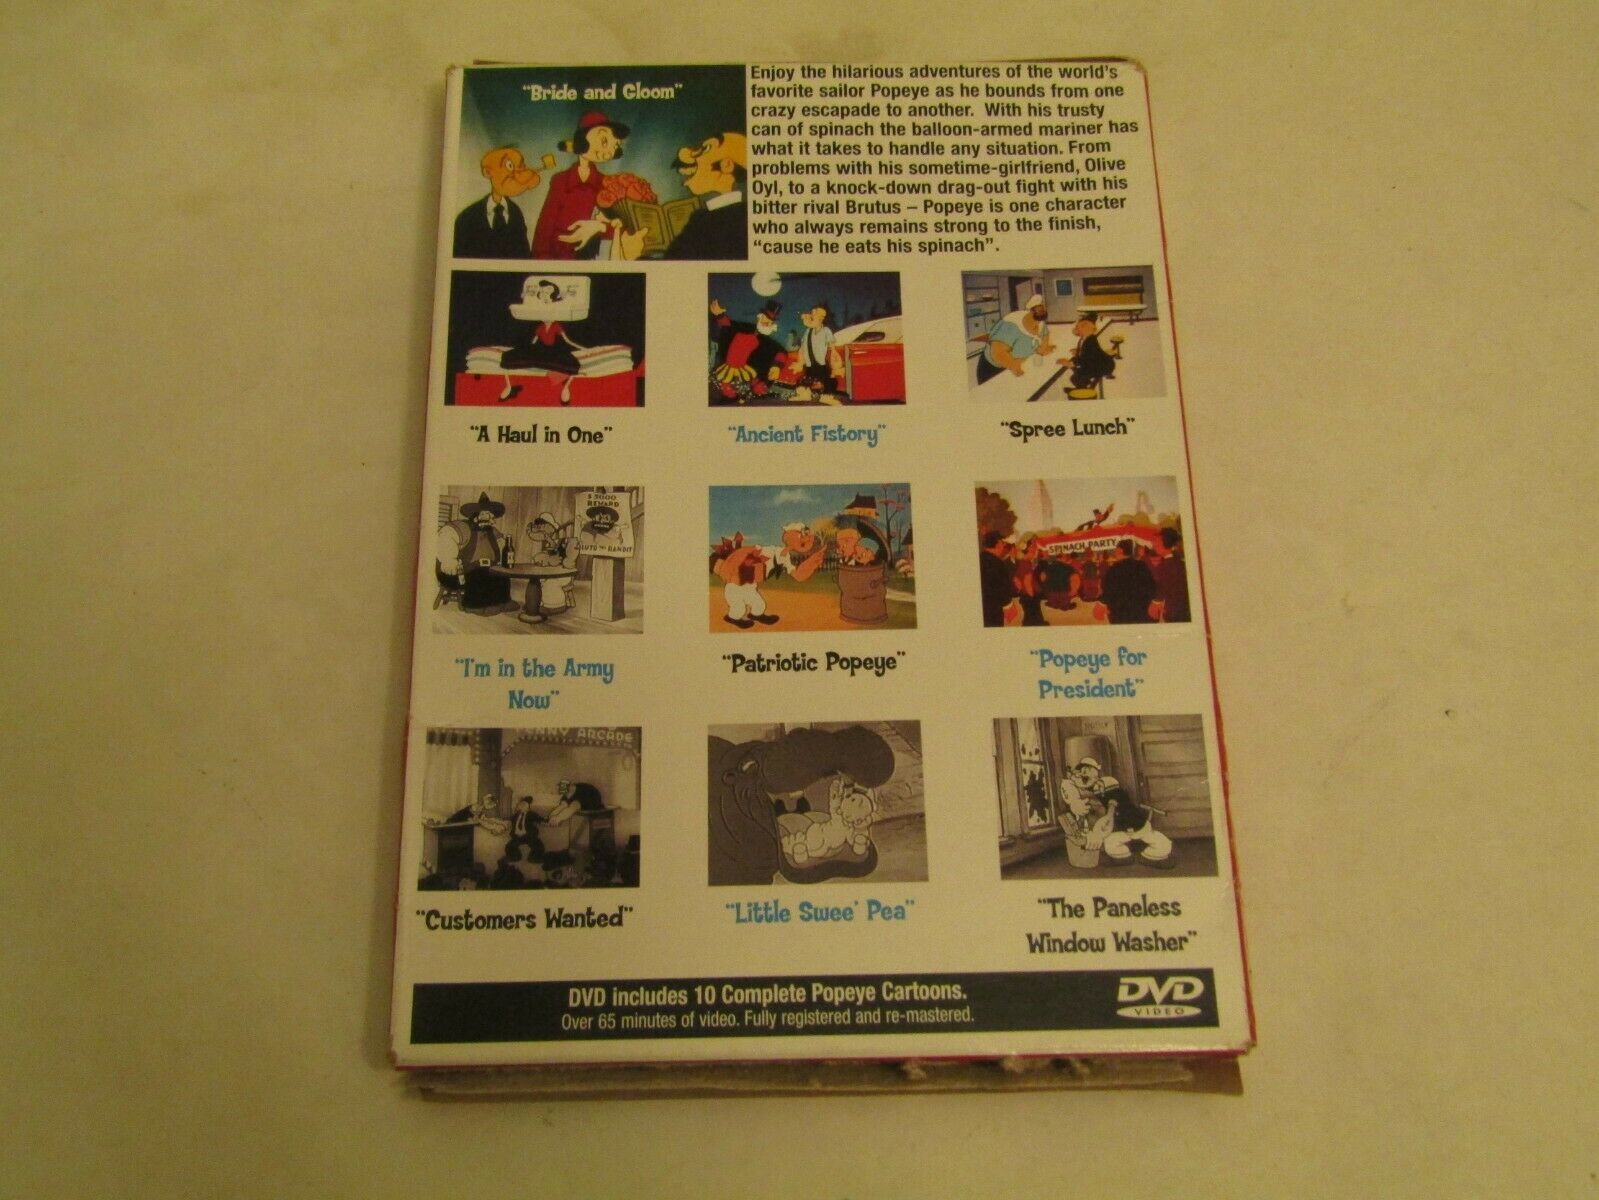 "Bride and Gloom"
Enjoy the hilarious adventures of the world's
favorite sailor Popeye as he bounds from one
crazy escapade to another. With his trusty
can of spinach the balloon-armed mariner has
what it takes to handle any situation. From
problems with his sometime-girlfriend, Olive
Oyl, to a knock-down drag-out fight with his
bitter rival Brutus – Popeye is one character
who always remains strong to the finish,
"cause he eats his spinach".
"A Haul in One"
"Ancient Fistory"
"Spree Lunch"
$5000
REWARD
BANDIT
SPINACH PARTY
"I'm in the Army
Now"
"Patriotic Popeye"
"Popeye for
President"
PENNY ARCADE
"Customers Wanted"
"Little Swee' Pea"
"The Paneless
Window Washer"
DVD includes 10 Complete Popeye Cartoons.
Over 65 minutes of video. Fully registered and re-mastered.
DVD
VIDEO